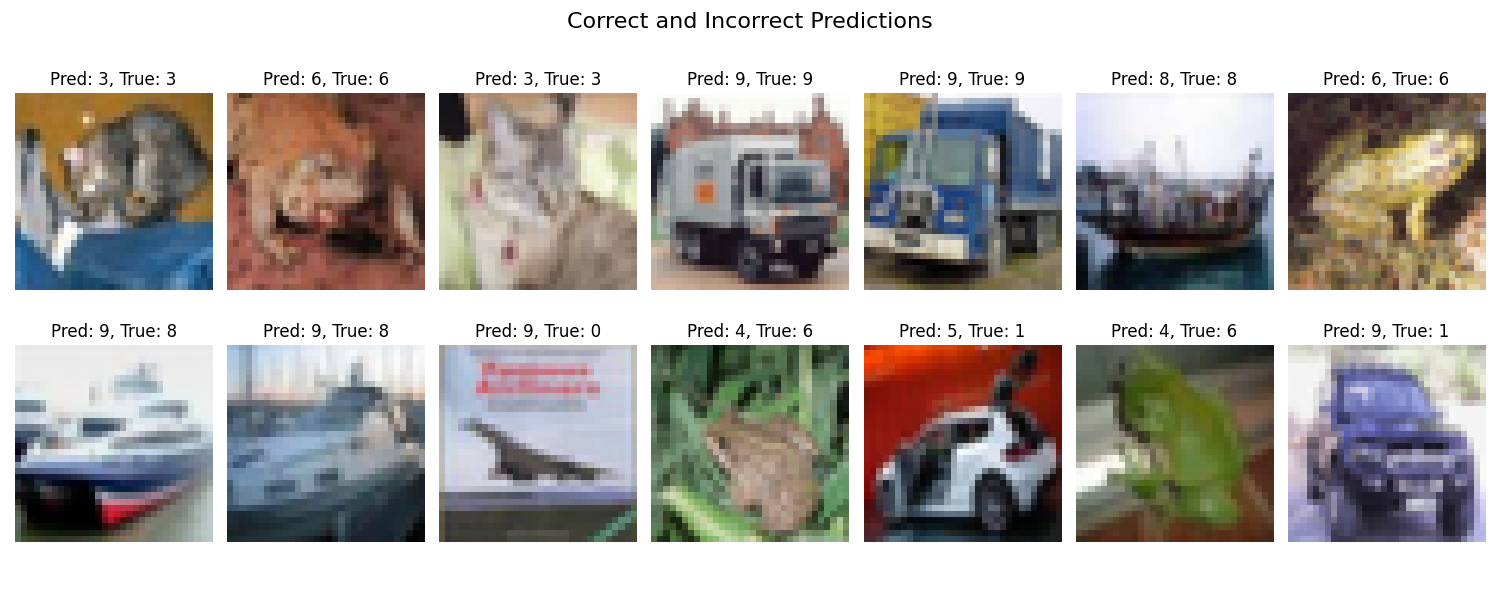 Correct and Incorrect Predictions
Pred: 3, True: 3
Pred: 6, True: 6
Pred: 3, True: 3
Pred: 9, True: 9
Pred: 9, True: 9
Pred: 8, True: 8
Pred: 6, True: 6
Pred: 9, True: 8
Pred: 9, True: 8
Pred: 9, True: 0
Pred: 4, True: 6
Pred: 5, True: 1
Pred: 4, True: 6
Pred: 9, True: 1